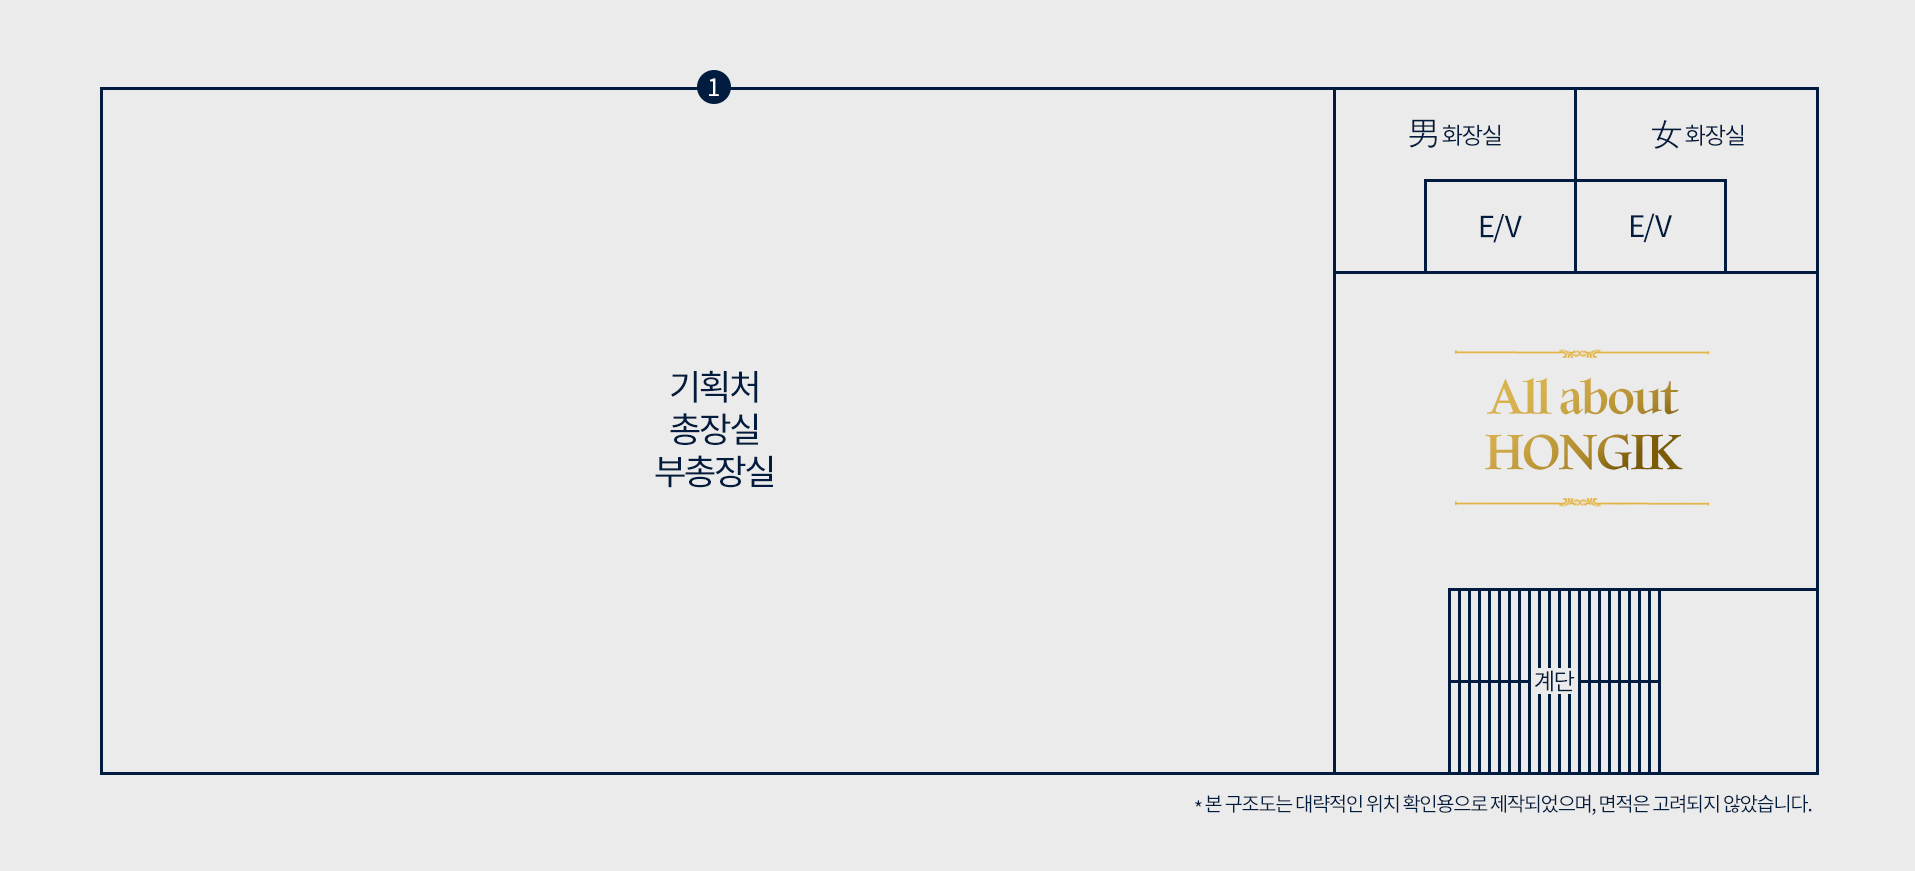 1
男 화장실
女 화장실
E/V
E/V
기획처
총장실
부총장실
All about
HONGIK
계단
* 본 구조도는 대략적인 위치 확인용으로 제작되었으며, 면적은 고려되지 않았습니다.